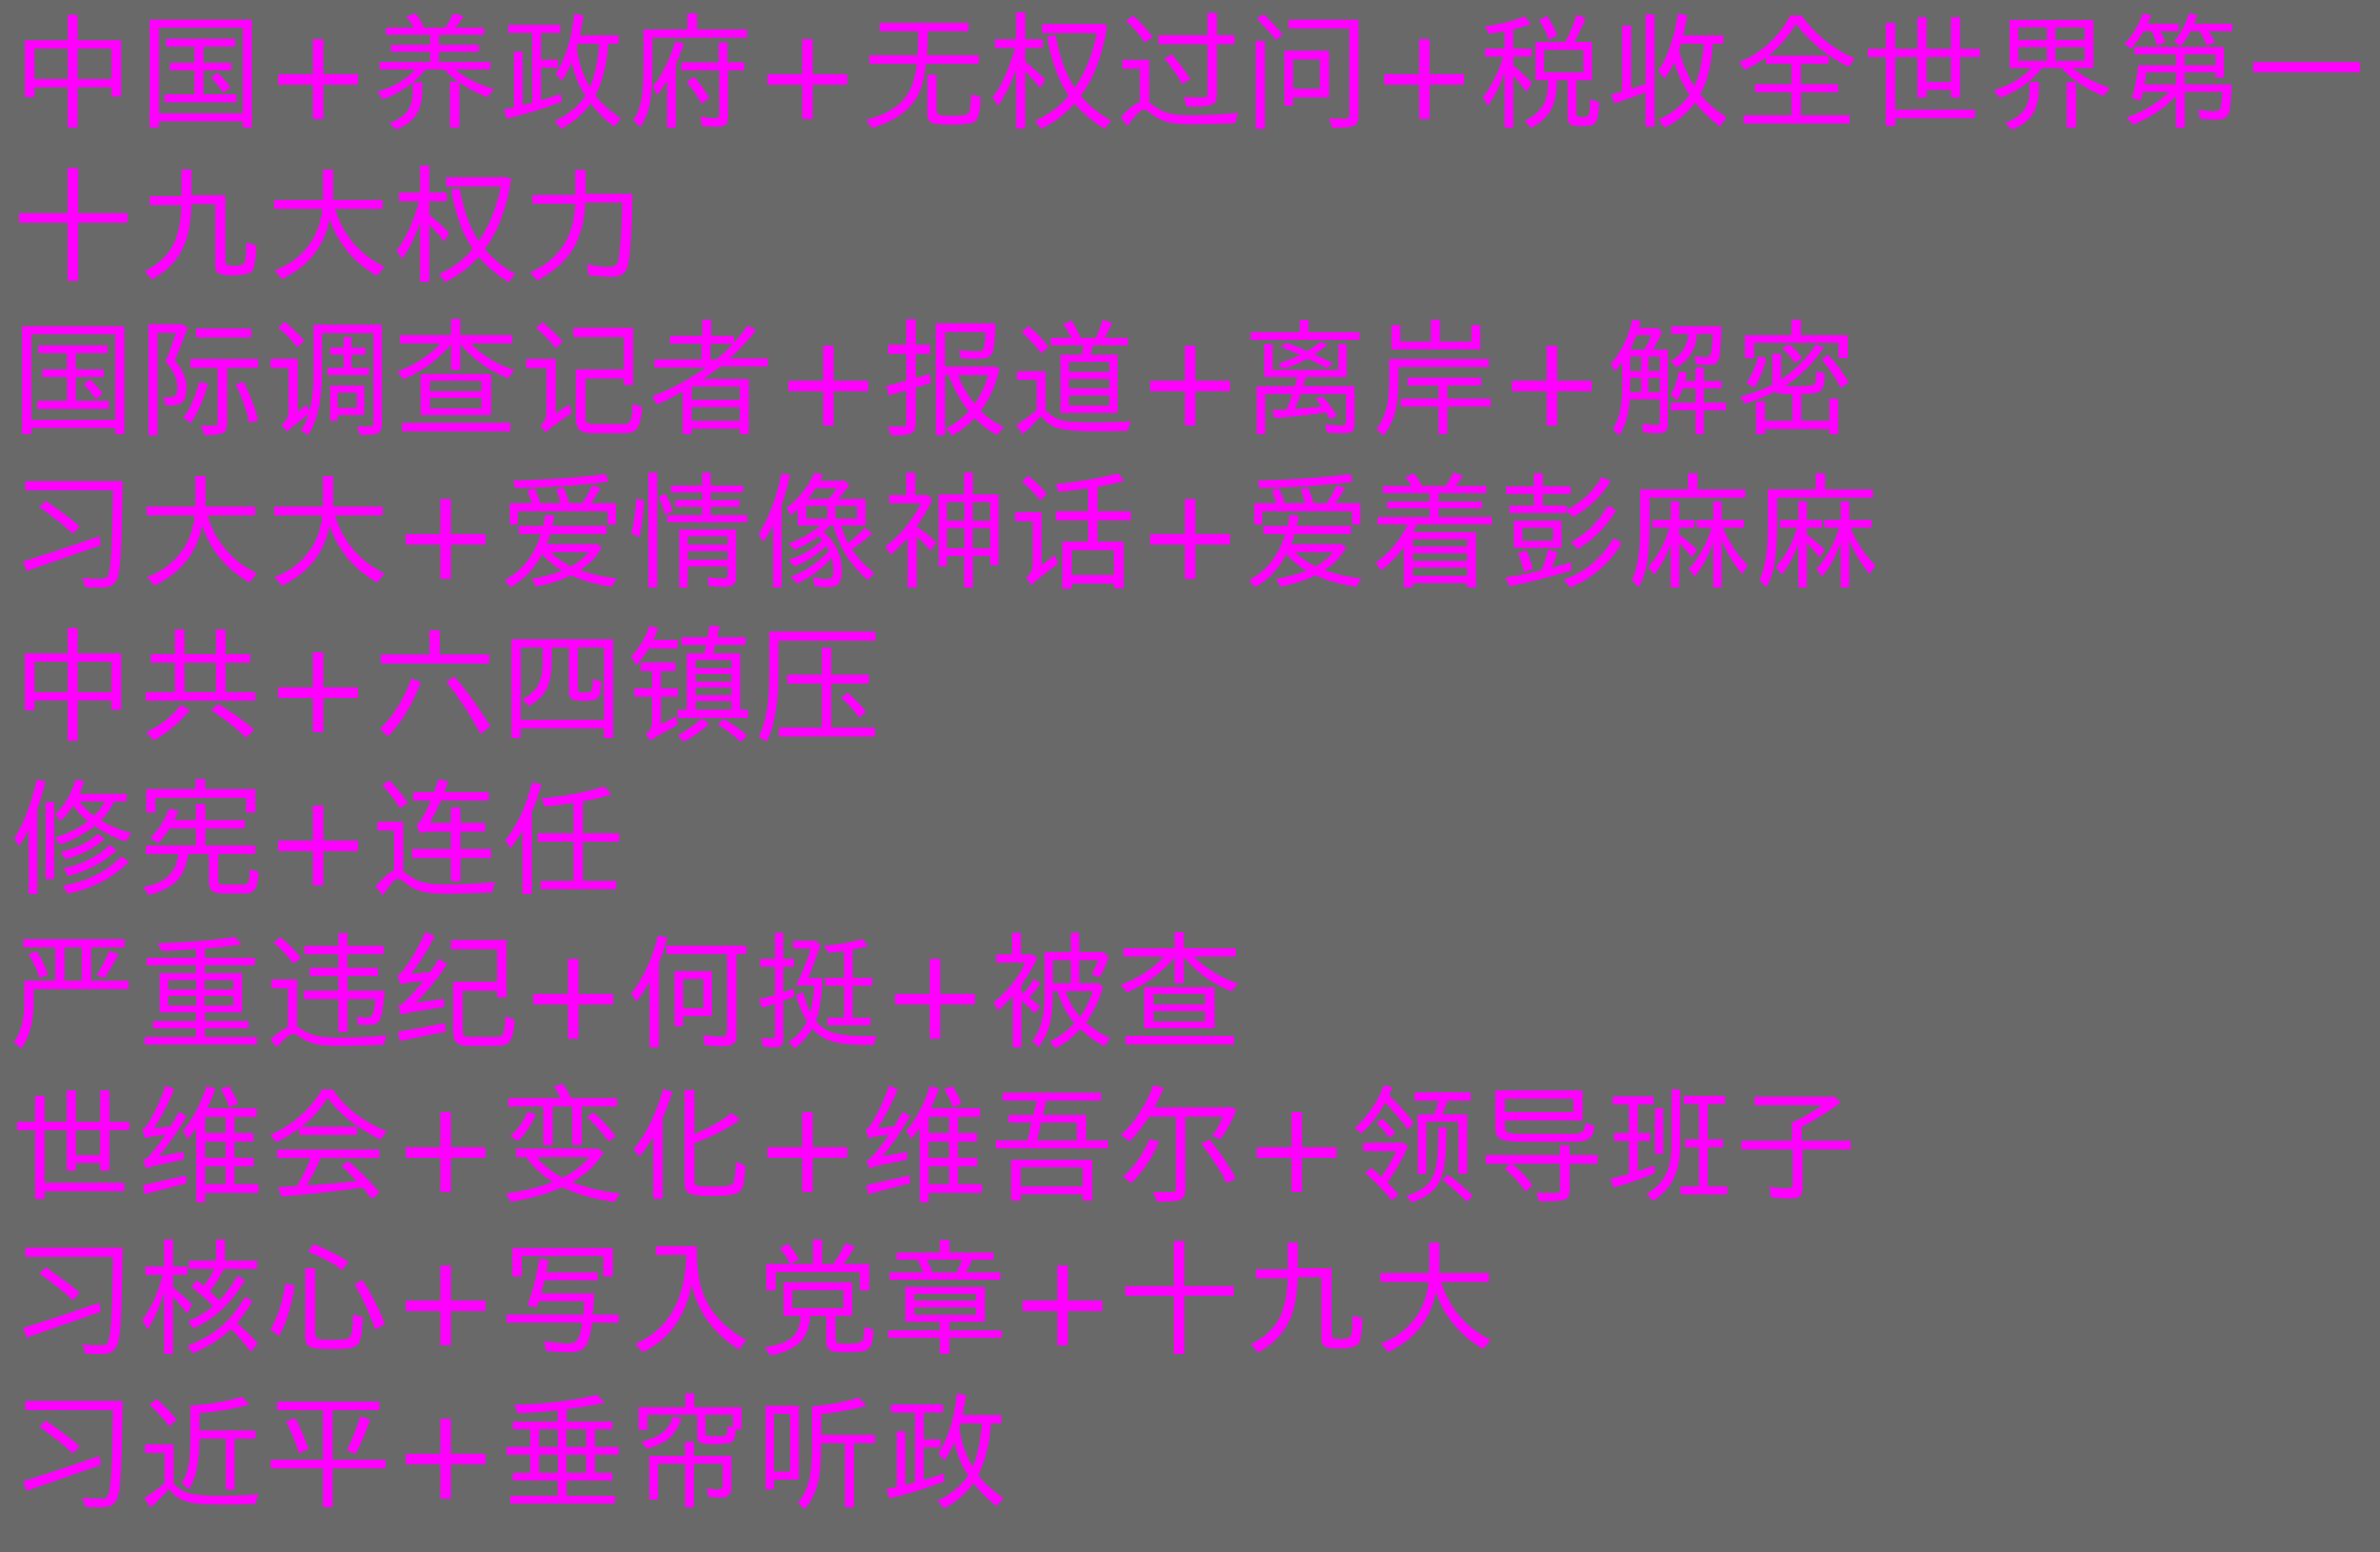 中国+养政府+无权过问+税收全世界第一
十九大权力
国际调查记者+报道离岸+解密
习大大+爱情修神话+爱着彭麻麻
中共+六四镇压
修宪+连任
严重违纪+何挺+被查
世维会+变化+维吾尔+领导班子
习核心+写入党章+十九大
习近平+垂帘听政